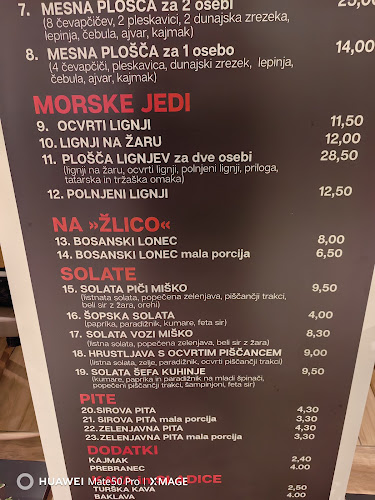 7. MESNA PLOŠČA za 2 osebi
(8 čevapčičev, 2 pleskavici, 2 dunajska zrezeka,
lepinja, čebula, ajvar, kajmak)
8. MESNA PLOŠČA za 1 osebo 14,00
(4 čevapčiči, pleskavica, dunajski zrezek, lepinja,
čebula, ajvar, kajmak)
MORSKE JEDI
9. OCVRTI LIGNJI 11,50
10. LIGNJI NA ŽARU 12,00
11. PLOŠČA LIGNJEV za dve osebi 28,50
(lignji na žaru, ocvrti lignji, polnjeni lignji, priloga,
tatarska in tržaška omaka)
12. POLNJENI LIGNJI 12,50
NA »ŽLICO«
13. BOSANSKI LONEC 8,00
14. BOSANSKI LONEC mala porcija 6,50
SOLATE
15. SOLATA PIČI MIŠKO 9,50
(listnata solata, popečena zelenjava, piščančji trakci,
beli sir z žara, orehi)
16. ŠOPSKA SOLATA 4,00
(paprika, paradižnik, kumare, feta sir)
17. SOLATA VOZI MIŠKO 8,30
(listna solata, popečena zelenjava, beli sir z žara)
18. HRUSTLJAVA S OCVRTIM PIŠČANCEM 9,00
(listna solata, zelje, paradižnik, ocvrti piščančji trakci)
19. SOLATA ŠEFA KUHINJE 9,50
(kumare, paprika in paradižnik na mladi špinači,
popečeni piščančji trakci, šampinjoni, feta sir)
PITE
20. SIROVA PITA 4,30
21. SIROVA PITA mala porcija 3,30
22. ZELENJAVNA PITA 4,30
23. ZELENJAVNA PITA mala porcija 3,30
DODATKI
KAJMAK 2,40
PREBRANEC 4,00
TURŠKA KAVA 2,50
BAKLAVA 4,00
HUAWEI Mate50 Pro | XMAGE